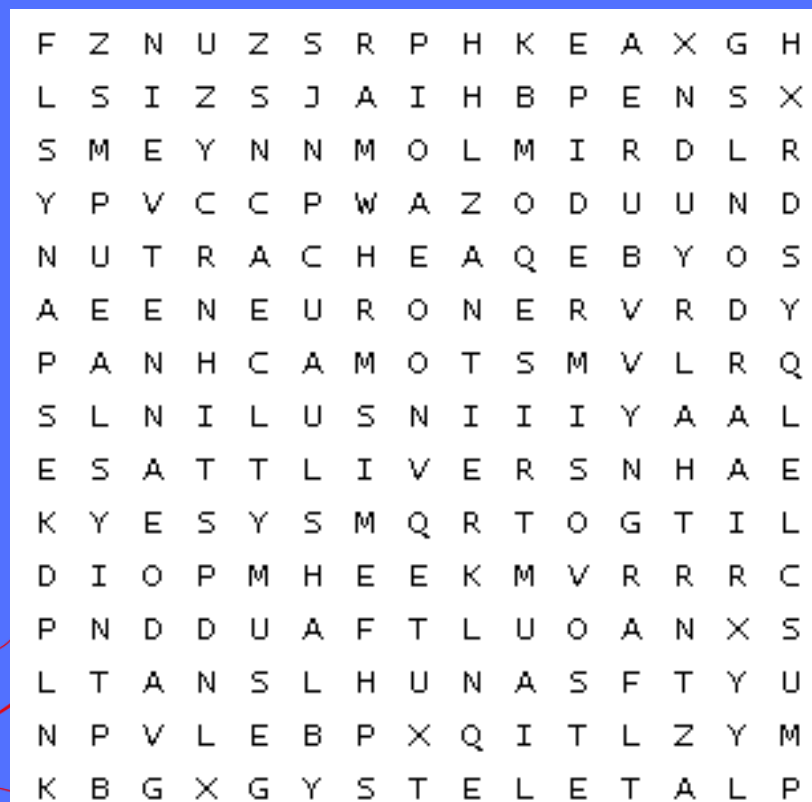 F Z N U Z S R P H K E A X G H
L S I Z S J A I H B P E N S X
S M E Y N N M O L M I R D L R
Y P V C C P W A Z O D U U N D
N U T R A C H E A Q E B Y O S
A E E N E U R O N E R V R D Y
P A N H C A M O T S M V L R Q
S L N I L U S N I I I Y A A L
E S A T T L I V E R S N H A E
K Y E S Y S M Q R T O G T I L
D I O P M H E E K M V R R R C
P N D D U A F T L U O A N X S
L T A N S L H U N A S F T Y U
N P V L E B P X Q I T L Z Y M
K B G X G Y S T E L E T A L P